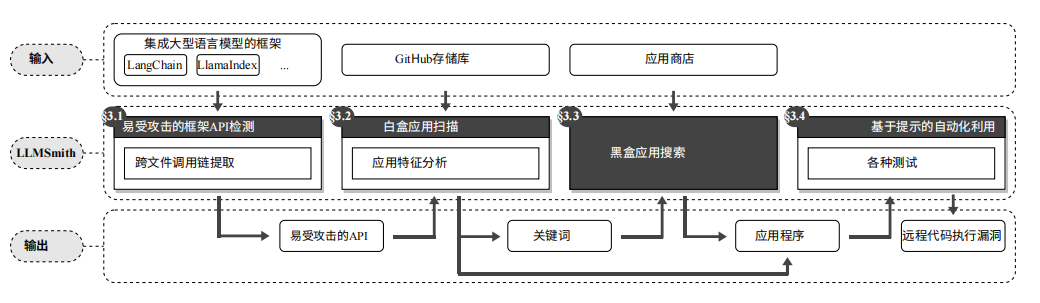 输入
集成大型语言模型的框架
LangChain
LlamaIndex
...
GitHub存储库
应用商店
LLMSmith
§3.1
易受攻击的框架API检测
跨文件调用链提取
§3.2
白盒应用扫描
应用特征分析
§3.3
黑盒应用搜索
§3.4
基于提示的自动化利用
各种测试
输出
易受攻击的API
关键词
应用程序
远程代码执行漏洞